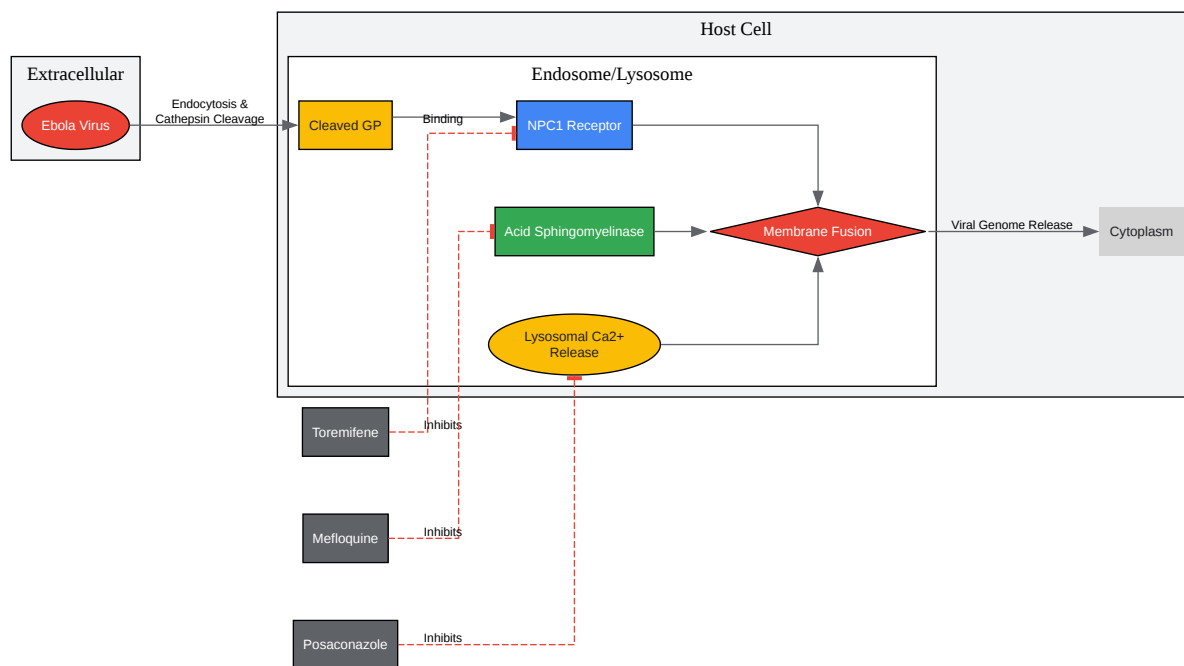 Host Cell
Extracellular
Endosome/Lysosome
Endocytosis &
Cathepsin Cleavage
Ebola Virus
Cleaved GP
Binding
NPC1 Receptor
Acid Sphingomyelinase
Membrane Fusion
Viral Genome Release
Cytoplasm
Lysosomal Ca2+
Release
Toremifene
Inhibits
Mefloquine
Inhibits
Posaconazole
Inhibits